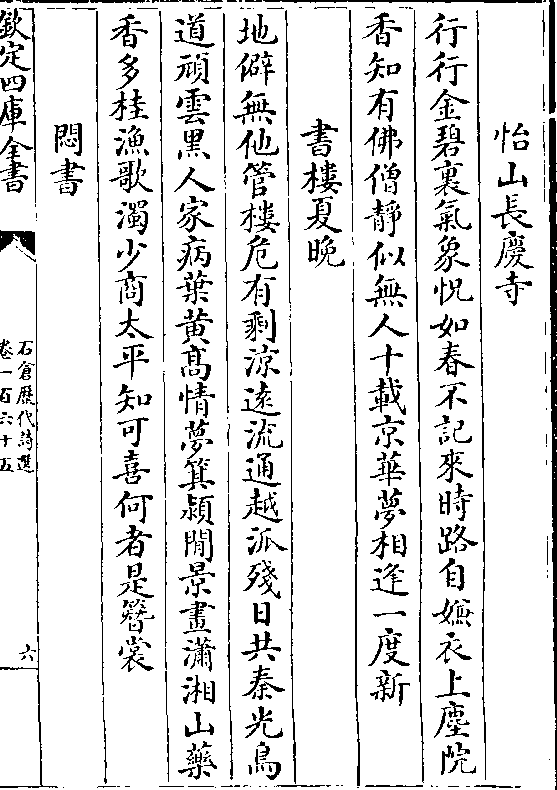 怡山長慶寺
行行金碧裏氣象怳如春不記來時路自嫌衣上塵院
香知有佛僧靜似無人十載京華夢相逢一度新
書樓夏晚
地僻無他管樓危有剩涼遠流通越派殘日共秦光鳥
道頑雲黑人家病葉黃高情夢箕潁閒景畫瀟湘山藥
香多桂漁歌濁少商太平知可喜何者是簪裳
悶書
欽定四庫全書
石倉歷代詩選
卷一百六十五
六